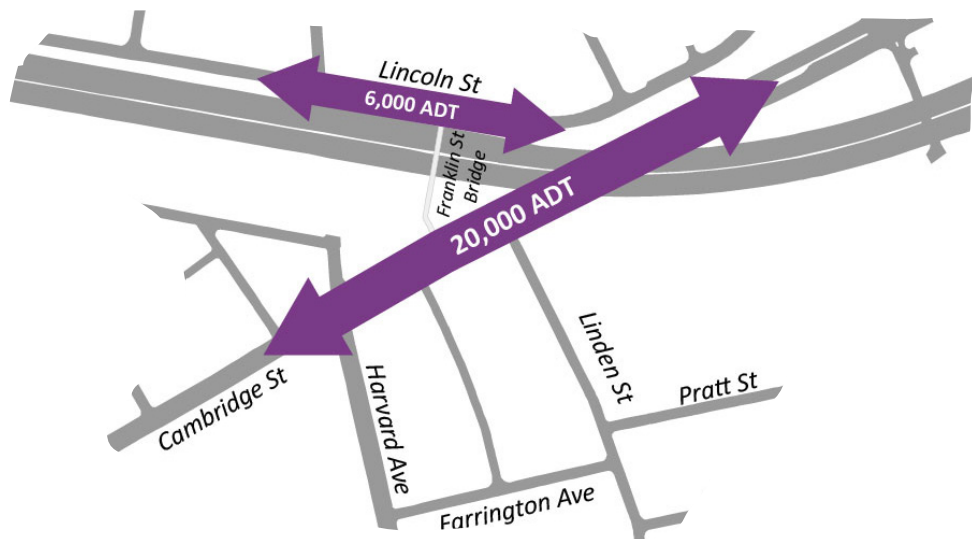 Lincoln St
6,000 ADT
Franklin St
Bridge
20,000 ADT
Linden St
Pratt St
Harvard Ave
Cambridge St
Farrington Ave